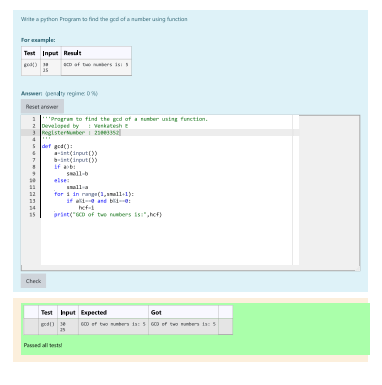 Write a python Program to find the gcd of a number using function
For example:
Test Input Result
gcd() 30 GCD of two numbers is: 5
25
Answer: (penalty regime: 0 %)
Reset answer
1 '''Program to find the gcd of a number using function.
2 Developed by : Venkatesh E
3 RegisterNumber : 21003352
4 '''
5 def gcd():
6 a=int(input())
7 b=int(input())
8 if a>b:
9 small=b
10 else:
11 small=a
12 for i in range(1,small+1):
13 if a%i==0 and b%i==0:
14 hcf=i
15 print("GCD of two numbers is:",hcf)
Check
Test Input Expected Got
gcd() 30 GCD of two numbers is: 5 GCD of two numbers is: 5
25
Passed all tests!